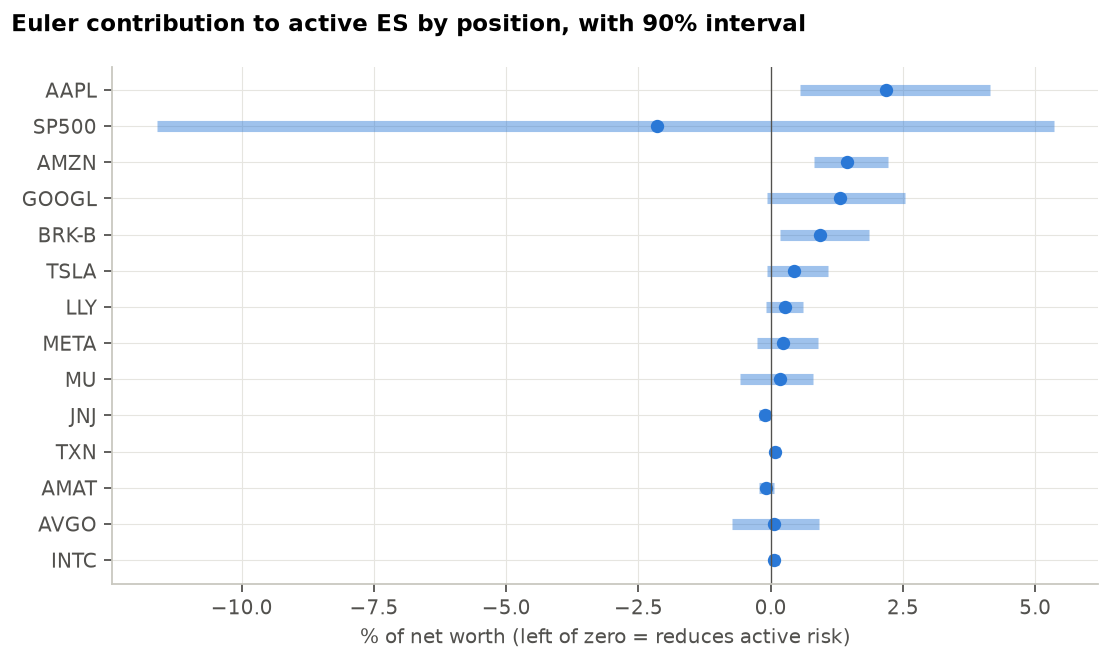 Euler contribution to active ES by position, with 90% interval
AAPL
SP500
AMZN
GOOGL
BRK-B
TSLA
LLY
META
MU
JNJ
TXN
AMAT
AVGO
INTC
−10.0 −7.5 −5.0 −2.5 0.0 2.5 5.0
% of net worth (left of zero = reduces active risk)